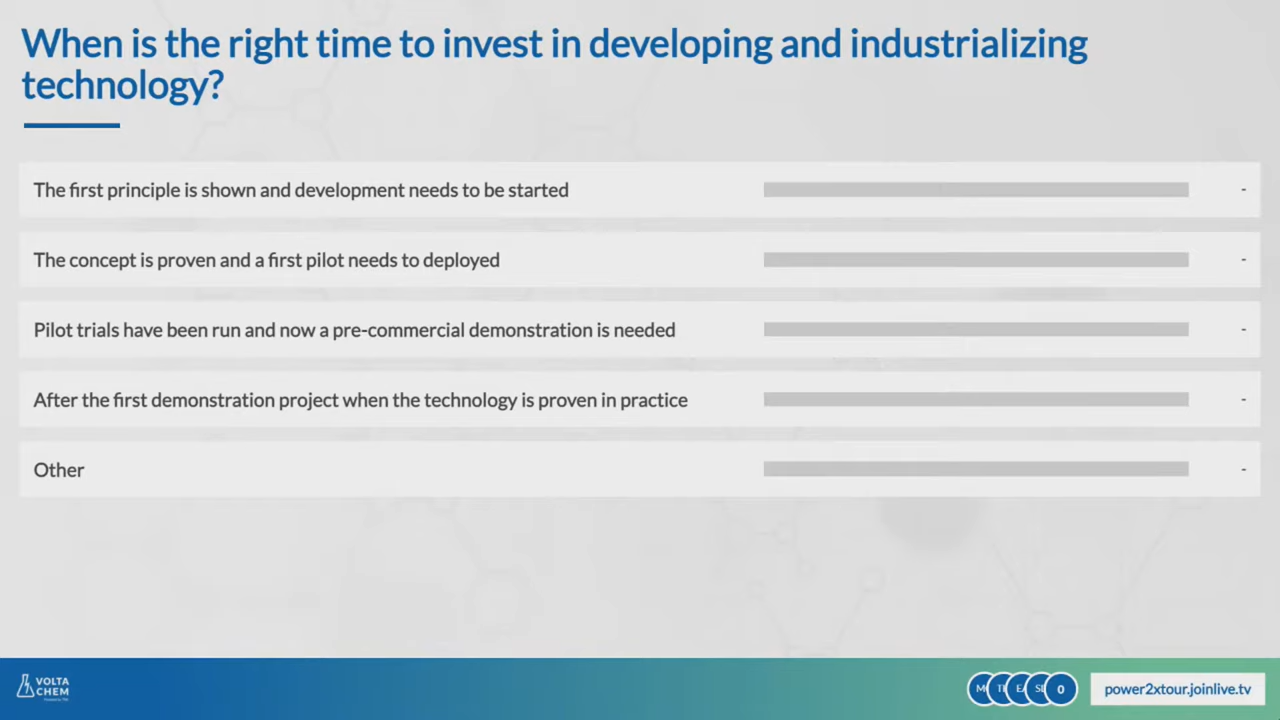 When is the right time to invest in developing and industrializing
technology?
The first principle is shown and development needs to be started
-
The concept is proven and a first pilot needs to deployed
-
Pilot trials have been run and now a pre-commercial demonstration is needed
-
After the first demonstration project when the technology is proven in practice
-
Other
-
VOLTA
CHEM
0
power2xtour.joinlive.tv